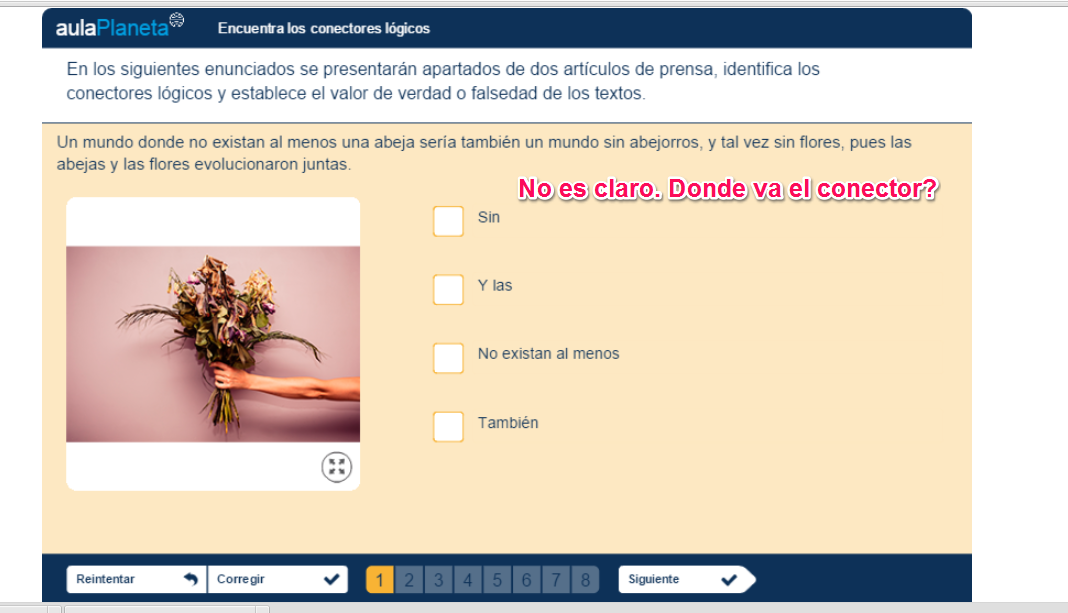 aulaPlaneta
Encuentra los conectores lógicos
En los siguientes enunciados se presentarán apartados de dos artículos de prensa, identifica los
conectores lógicos y establece el valor de verdad o falsedad de los textos.
Un mundo donde no existan al menos una abeja sería también un mundo sin abejorros, y tal vez sin flores, pues las
abejas y las flores evolucionaron juntas.
No es claro. Donde va el conector?
Sin
Y las
No existan al menos
También
Reintentar Corregir 1 2 3 4 5 6 7 8 Siguiente